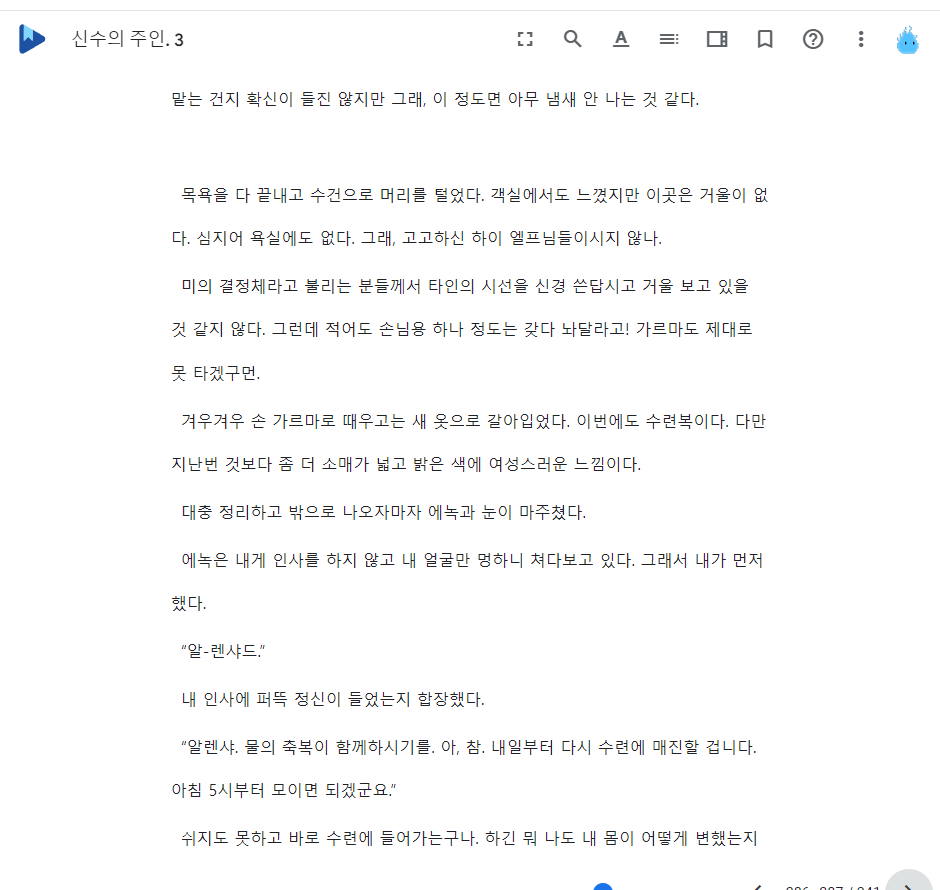 신수의 주인. 3
맡는 건지 확신이 들진 않지만 그래, 이 정도면 아무 냄새 안 나는 것 같다.
목욕을 다 끝내고 수건으로 머리를 털었다. 객실에서도 느꼈지만 이곳은 거울이 없
다. 심지어 욕실에도 없다. 그래, 고고하신 하이 엘프님들이시지 않나.
미의 결정체라고 불리는 분들께서 타인의 시선을 신경 쓴답시고 거울 보고 있을
것 같지 않다. 그런데 적어도 손님용 하나 정도는 갖다 놔달라고! 가르마도 제대로
못 타겠구먼.
겨우겨우 손 가르마로 때우고는 새 옷으로 갈아입었다. 이번에도 수련복이다. 다만
지난번 것보다 좀 더 소매가 넓고 밝은 색에 여성스러운 느낌이다.
대충 정리하고 밖으로 나오자마자 에녹과 눈이 마주쳤다.
에녹은 내게 인사를 하지 않고 내 얼굴만 멍하니 쳐다보고 있다. 그래서 내가 먼저
했다.
“알-렌샤드.”
내 인사에 퍼뜩 정신이 들었는지 합장했다.
“알렌샤. 물의 축복이 함께하시기를. 아, 참. 내일부터 다시 수련에 매진할 겁니다.
아침 5시부터 모이면 되겠군요.”
쉬지도 못하고 바로 수련에 들어가는구나. 하긴 뭐 나도 내 몸이 어떻게 변했는지